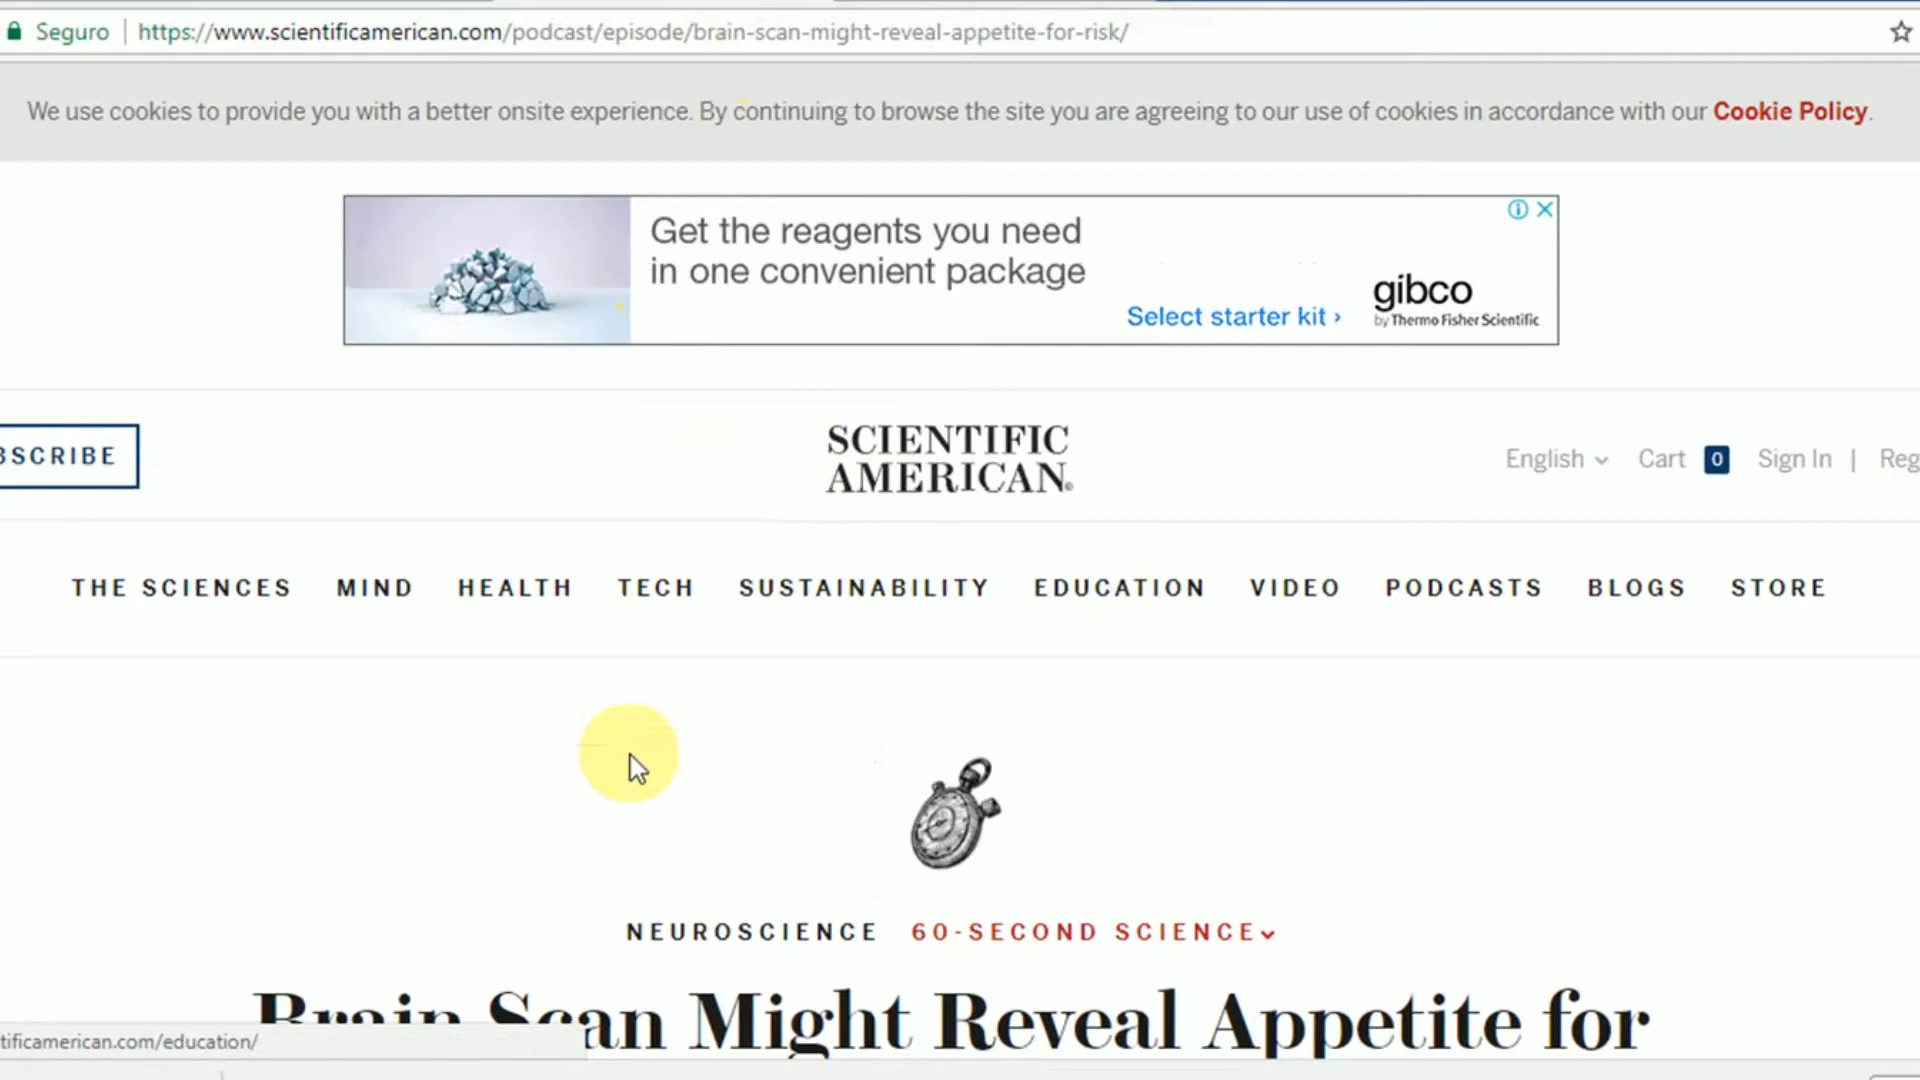 Seguro https://www.scientificamerican.com/podcast/episode/brain-scan-might-reveal-appetite-for-risk/
We use cookies to provide you with a better onsite experience. By continuing to browse the site you are agreeing to our use of cookies in accordance with our Cookie Policy.
Get the reagents you need
in one convenient package
Select starter kit ›
gibco
by Thermo Fisher Scientific
BSCRIBE
SCIENTIFIC
AMERICAN®
English Cart 0 Sign In | Reg
THE SCIENCES MIND HEALTH TECH SUSTAINABILITY EDUCATION VIDEO PODCASTS BLOGS STORE
NEUROSCIENCE 60-SECOND SCIENCE
Brain Scan Might Reveal Appetite for
tificamerican.com/education/